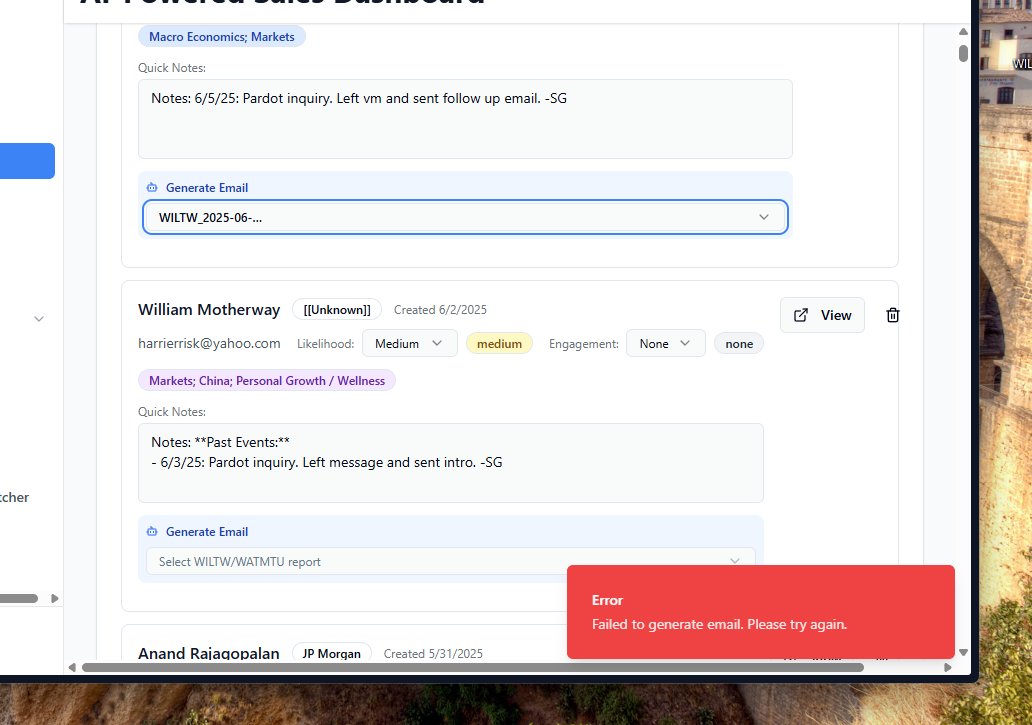 AI-Powered Sales Dashboard
Macro Economics; Markets
Quick Notes:
Notes: 6/5/25: Pardot inquiry. Left vm and sent follow up email. -SG
Generate Email
WILTW_2025-06-...
William Motherway [[Unknown]] Created 6/2/2025
View
harrierrisk@yahoo.com Likelihood: Medium medium Engagement: None none
Markets; China; Personal Growth / Wellness
Quick Notes:
Notes: **Past Events:**
- 6/3/25: Pardot inquiry. Left message and sent intro. -SG
Generate Email
Select WILTW/WATMTU report
Error
Failed to generate email. Please try again.
Anand Rajagopalan JP Morgan Created 5/31/2025
tcher
WIL